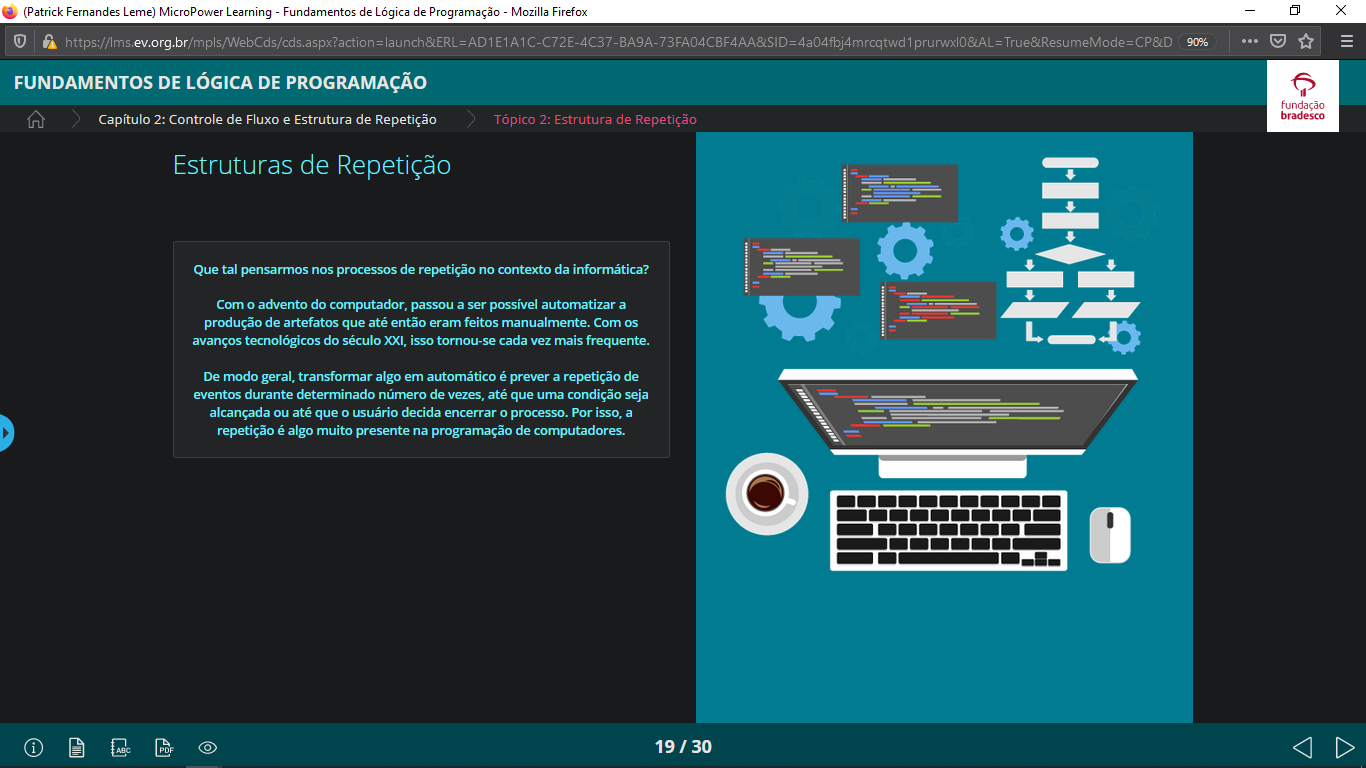 (Patrick Fernandes Leme) MicroPower Learning - Fundamentos de Lógica de Programação - Mozilla Firefox
https://lms.ev.org.br/mpls/WebCds/cds.aspx?action=launch&ERL=AD1E1A1C-C72E-4C37-BA9A-73FA04CBF4AA&SID=4a04fbj4mrcqtwd1prurwxl0&AL=True&ResumeMode=CP&D
90%
FUNDAMENTOS DE LÓGICA DE PROGRAMAÇÃO
fundação
bradesco
Capítulo 2: Controle de Fluxo e Estrutura de Repetição
Tópico 2: Estrutura de Repetição
Estruturas de Repetição
Que tal pensarmos nos processos de repetição no contexto da informática?
Com o advento do computador, passou a ser possível automatizar a
produção de artefatos que até então eram feitos manualmente. Com os
avanços tecnológicos do século XXI, isso tornou-se cada vez mais frequente.
De modo geral, transformar algo em automático é prever a repetição de
eventos durante determinado número de vezes, até que uma condição seja
alcançada ou até que o usuário decida encerrar o processo. Por isso, a
repetição é algo muito presente na programação de computadores.
ABC
PDF
19 / 30